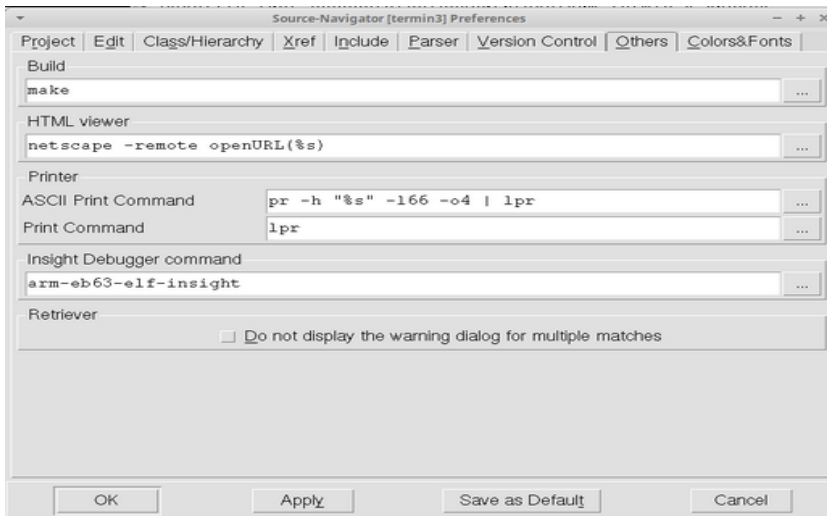 Source-Navigator [termin3] Preferences
Project Edit Class/Hierarchy Xref Include Parser Version Control Others Colors&Fonts
Build
make ...
HTML viewer
netscape -remote openURL(%s) ...
Printer
ASCII Print Command pr -h "%s" -l66 -o4 | lpr ...
Print Command lpr ...
Insight Debugger command
arm-eb63-elf-insight ...
Retriever
Do not display the warning dialog for multiple matches
OK Apply Save as Default Cancel